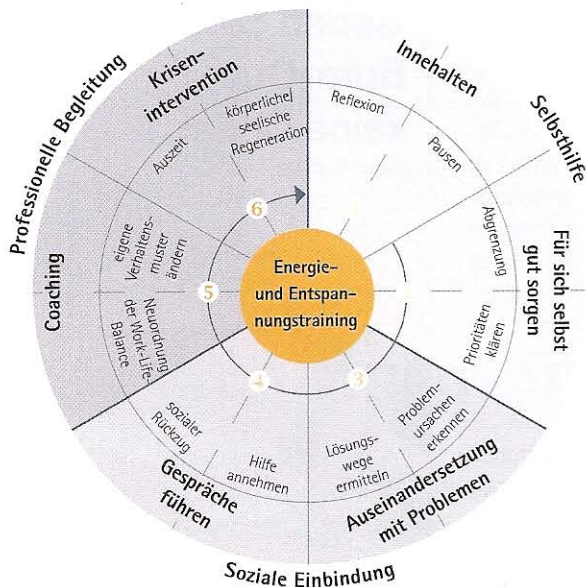 Energie-
und Entspan-
nungstraining
Selbsthilfe
Innehalten
Reflexion
Pausen
Für sich selbst
gut sorgen
Abgrenzung
Prioritäten
klären
Soziale Einbindung
3
Auseinandersetzung
mit Problemen
Problem-
ursachen
erkennen
Lösungs-
wege
ermitteln
4
Gespräche
führen
Hilfe
annehmen
sozialer
Rückzug
Professionelle Begleitung
5
Coaching
Neuordnung
der Work-Life-
Balance
eigene
Verhaltens-
muster
ändern
6
Krisen-
intervention
Auszeit
körperliche/
seelische
Regeneration